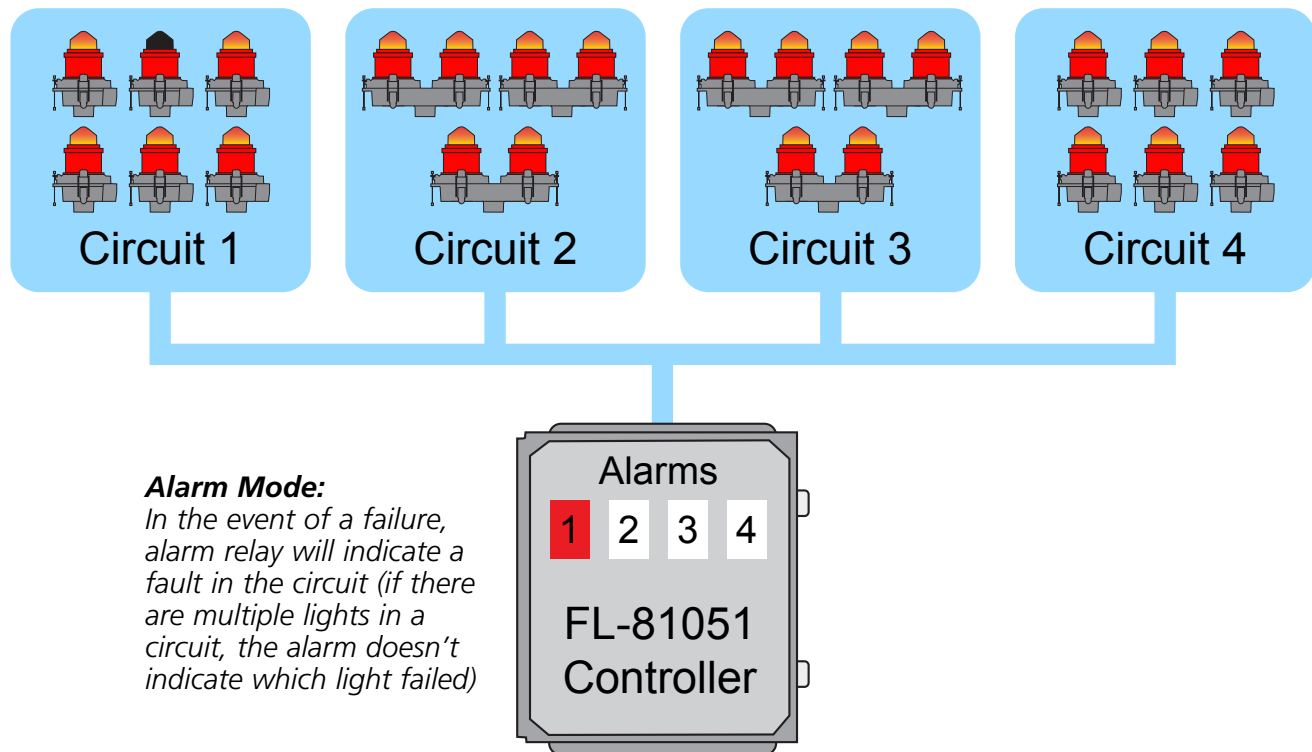 Circuit 1
Circuit 2
Circuit 3
Circuit 4
Alarm Mode:
In the event of a failure,
alarm relay will indicate a
fault in the circuit (if there
are multiple lights in a
circuit, the alarm doesn’t
indicate which light failed)
Alarms
1 2 3 4
FL-81051
Controller